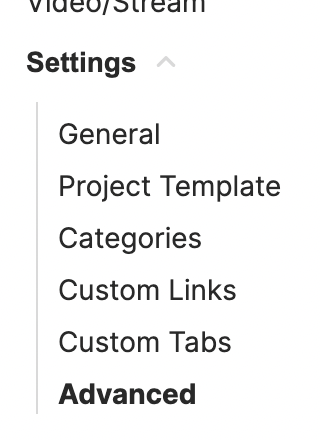 Video/Stream
Settings
General
Project Template
Categories
Custom Links
Custom Tabs
Advanced